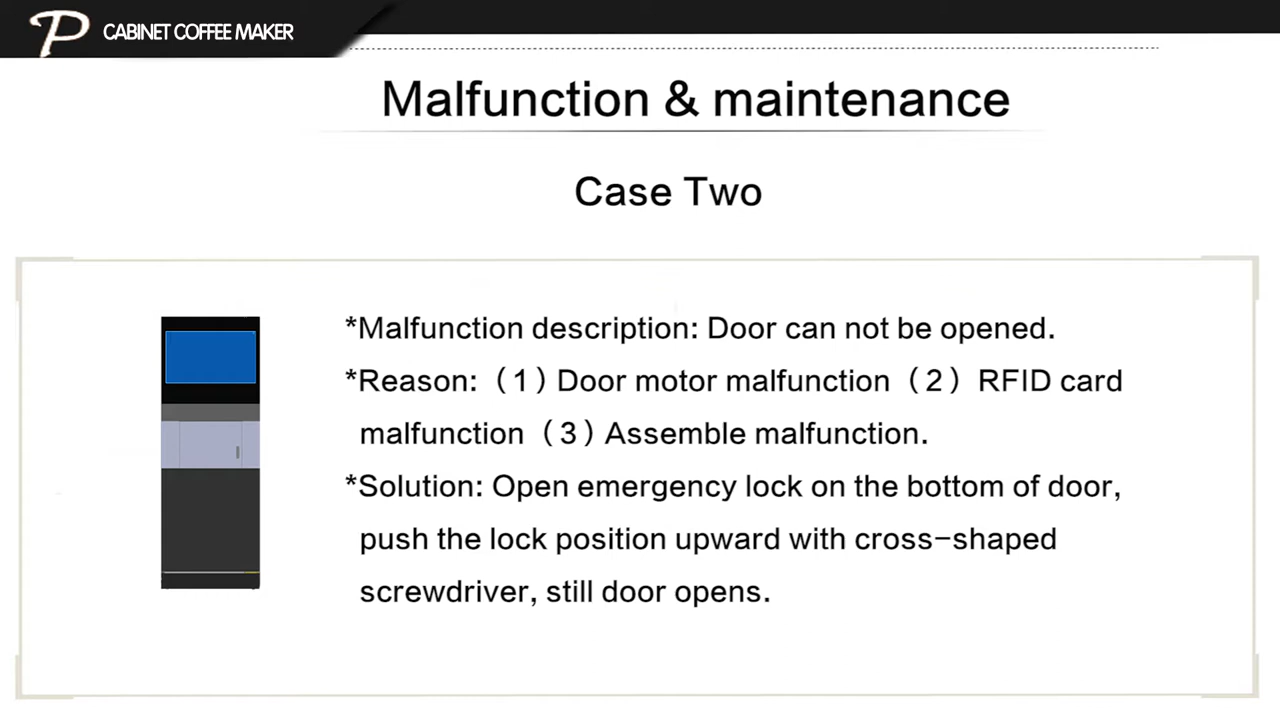 P CABINET COFFEE MAKER
Malfunction & maintenance
Case Two
*Malfunction description: Door can not be opened.
*Reason:（1）Door motor malfunction（2）RFID card
malfunction（3）Assemble malfunction.
*Solution: Open emergency lock on the bottom of door,
push the lock position upward with cross-shaped
screwdriver, still door opens.